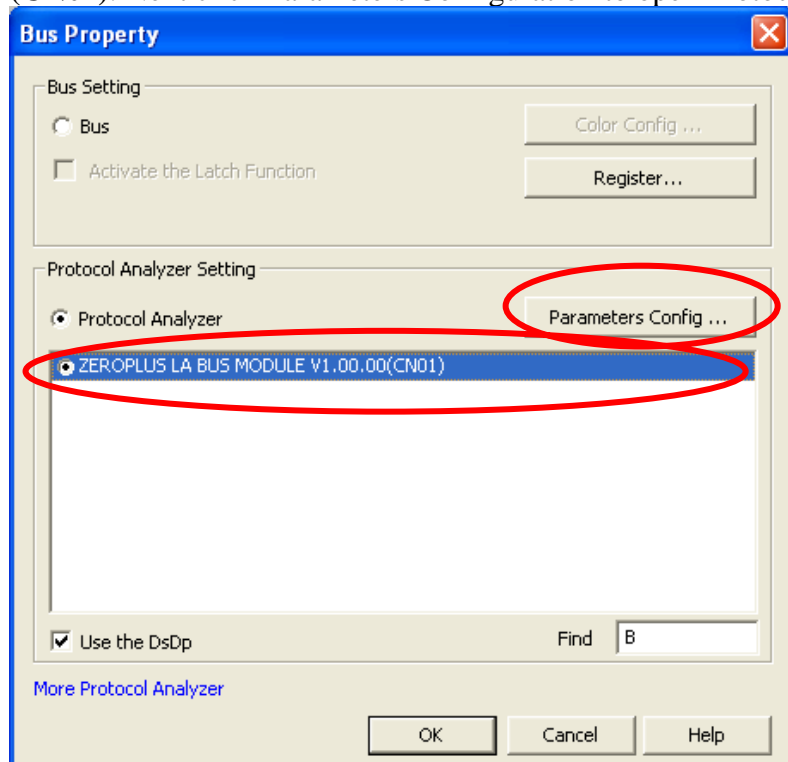 Bus Property
Bus Setting
Bus
Color Config ...
Activate the Latch Function
Register...
Protocol Analyzer Setting
Protocol Analyzer
Parameters Config ...
ZEROPLUS LA BUS MODULE V1.00.00(CN01)
Use the DsDp
Find B
More Protocol Analyzer
OK Cancel Help